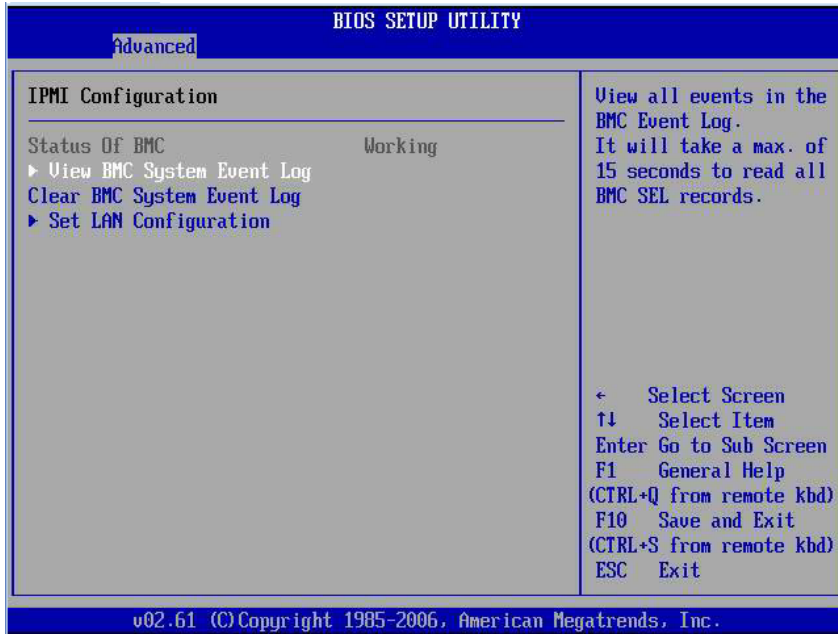 BIOS SETUP UTILITY
Advanced
IPMI Configuration
Status Of BMC Working
▶ View BMC System Event Log
Clear BMC System Event Log
▶ Set LAN Configuration
View all events in the
BMC Event Log.
It will take a max. of
15 seconds to read all
BMC SEL records.
← Select Screen
↑↓ Select Item
Enter Go to Sub Screen
F1 General Help
(CTRL+Q from remote kbd)
F10 Save and Exit
(CTRL+S from remote kbd)
ESC Exit
v02.61 (C)Copyright 1985-2006, American Megatrends, Inc.